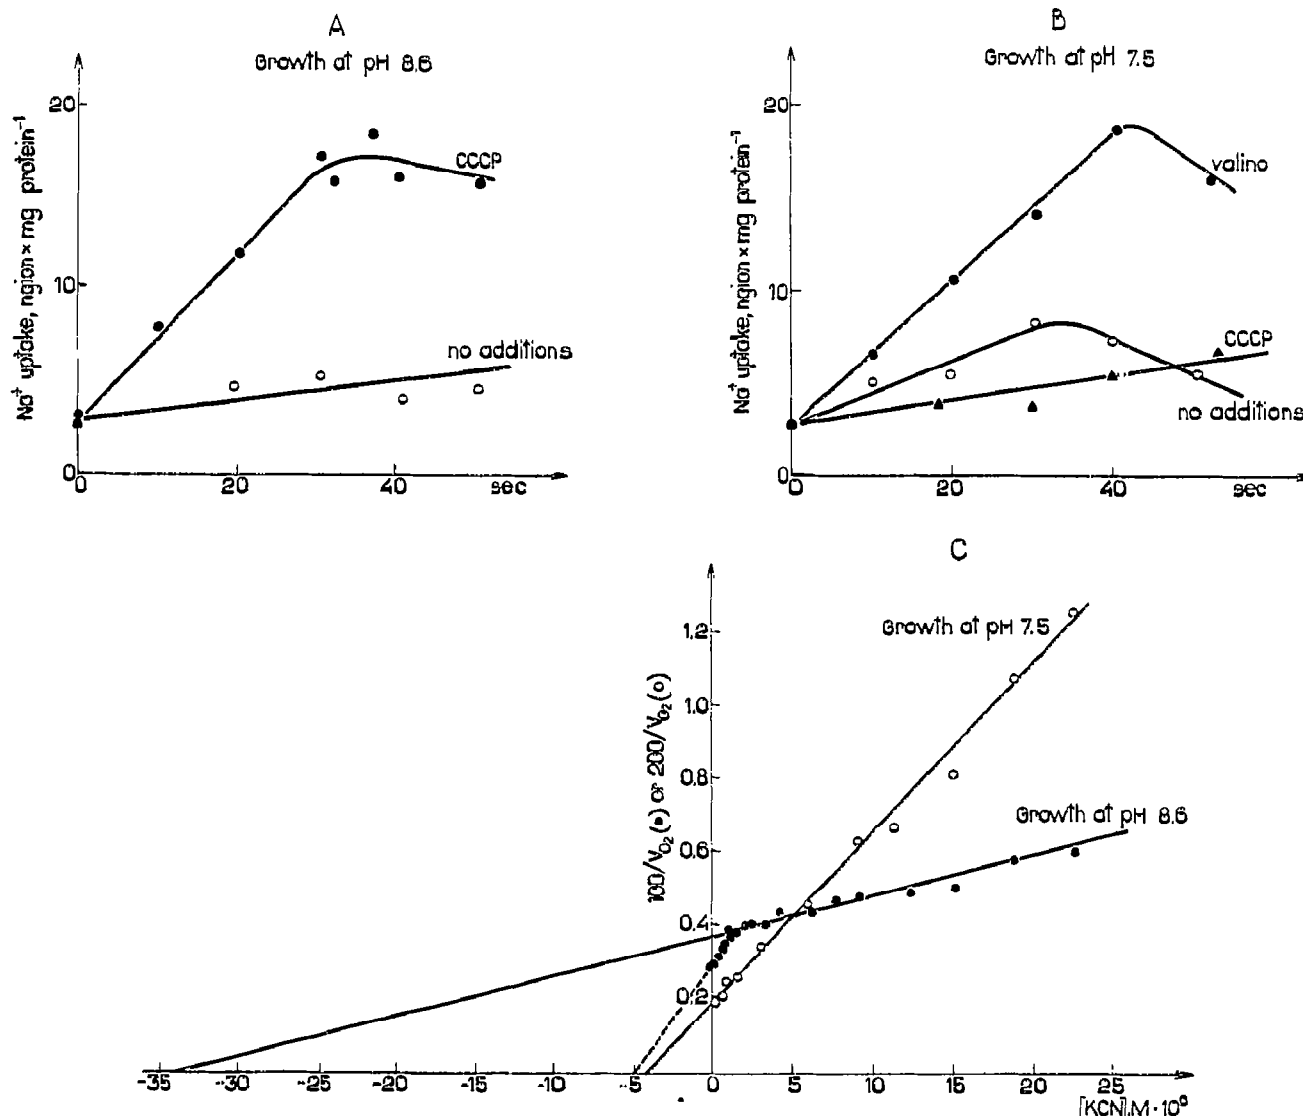 A
Growth at pH 8.6
Na⁺ uptake, ngion × mg protein⁻¹
20
10
0
CCCP
no additions
0
20
40
sec
B
Growth at pH 7.5
Na⁺ uptake, ngion × mg protein⁻¹
20
10
0
valino
CCCP
no additions
0
20
40
sec
C
Growth at pH 7.5
Growth at pH 8.6
100/V_O₂(●) or 200/V_O₂(○)
1.2
1.0
0.8
0.6
0.4
0.2
-35
-30
-25
-20
-15
-10
-5
0
5
10
15
20
25